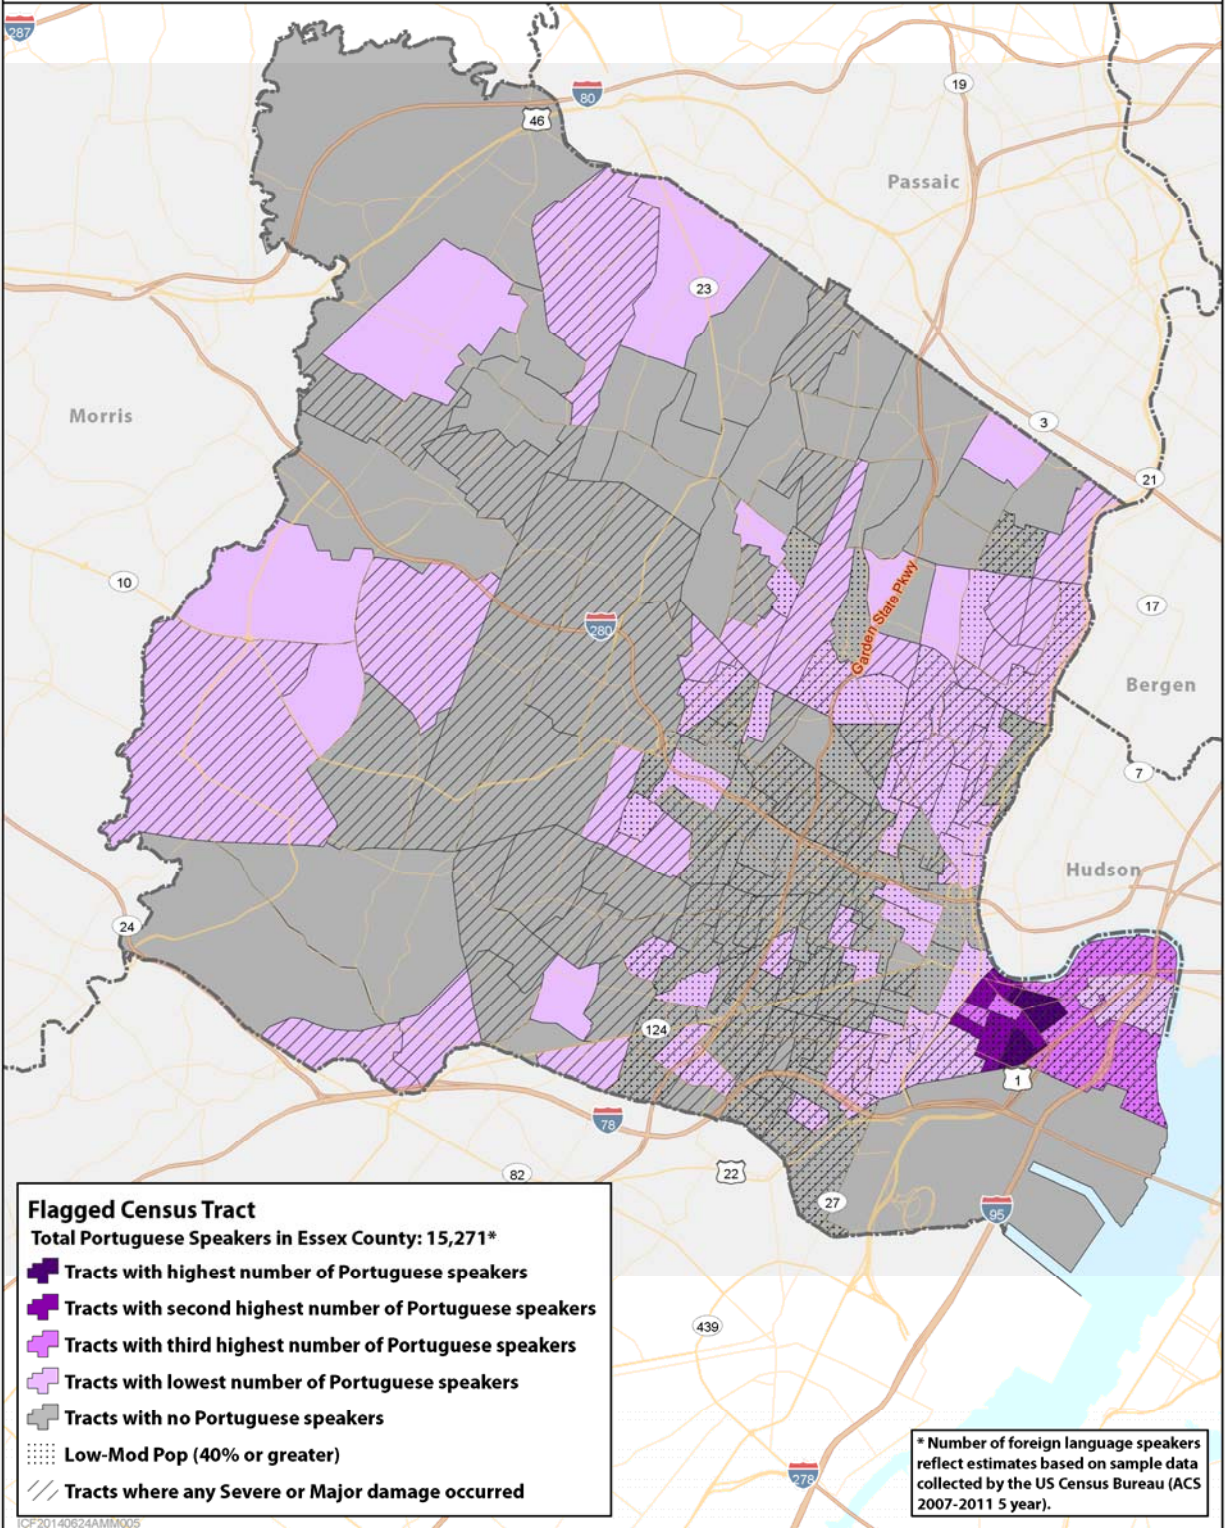 287
80
46
19
Passaic
23
Morris
3
21
10
17
Garden State Pkwy
280
Bergen
7
Hudson
24
124
1
78
82
22
27
95
Flagged Census Tract
Total Portuguese Speakers in Essex County: 15,271*
Tracts with highest number of Portuguese speakers
Tracts with second highest number of Portuguese speakers
Tracts with third highest number of Portuguese speakers
Tracts with lowest number of Portuguese speakers
Tracts with no Portuguese speakers
Low-Mod Pop (40% or greater)
Tracts where any Severe or Major damage occurred
439
278
* Number of foreign language speakers
reflect estimates based on sample data
collected by the US Census Bureau (ACS
2007-2011 5 year).
ICF20140624AMM005